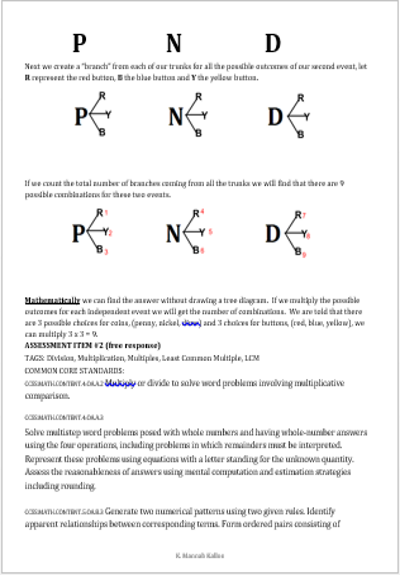 P N D
Next we create a "branch" from each of our trunks for all the possible outcomes of our second event, let
R represent the red button, B the blue button and Y the yellow button.
R R R
P Y N Y D Y
B B B
If we count the total number of branches coming from all the trunks we will find that there are 9
possible combinations for these two events.
R 1 R 4 R 7
P Y 2 N Y 5 D Y 8
B 3 B 6 B 9
Mathematically we can find the answer without drawing a tree diagram. If we multiply the possible
outcomes for each independent event we will get the number of combinations. We are told that there
are 3 possible choices for coins, (penny, nickel, dime) and 3 choices for buttons, (red, blue, yellow), we
can multiply 3 x 3 = 9.
ASSESSMENT ITEM #2 (free response)
TAGS: Division, Multiplication, Multiples, Least Common Multiple, LCM
COMMON CORE STANDARDS:
CCSS.MATH.CONTENT.4.OA.A.2 Multiply or divide to solve word problems involving multiplicative
comparison.
CCSS.MATH.CONTENT.4.OA.A.3
Solve multistep word problems posed with whole numbers and having whole-number answers
using the four operations, including problems in which remainders must be interpreted.
Represent these problems using equations with a letter standing for the unknown quantity.
Assess the reasonableness of answers using mental computation and estimation strategies
including rounding.
CCSS.MATH.CONTENT.5.OA.B.3 Generate two numerical patterns using two given rules. Identify
apparent relationships between corresponding terms. Form ordered pairs consisting of
K. Hannah